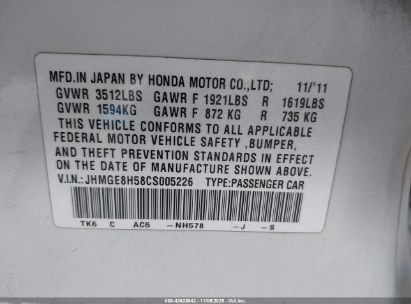 MFD.IN JAPAN BY HONDA MOTOR CO.,LTD; 11/'11
GVWR 3512LBS GAWR F 1921LBS R 1619LBS
GVWR 1594KG GAWR F 872 KG R 735 KG
THIS VEHICLE CONFORMS TO ALL APPLICABLE
FEDERAL MOTOR VEHICLE SAFETY ,BUMPER,
AND THEFT PREVENTION STANDARDS IN EFFECT
ON DATE OF MANUFACTURE SHOWN ABOVE.
V.I.N.: JHMGE8H58CS005226 TYPE:PASSENGER CAR
TK6 C AC5 -NH578 -J -S